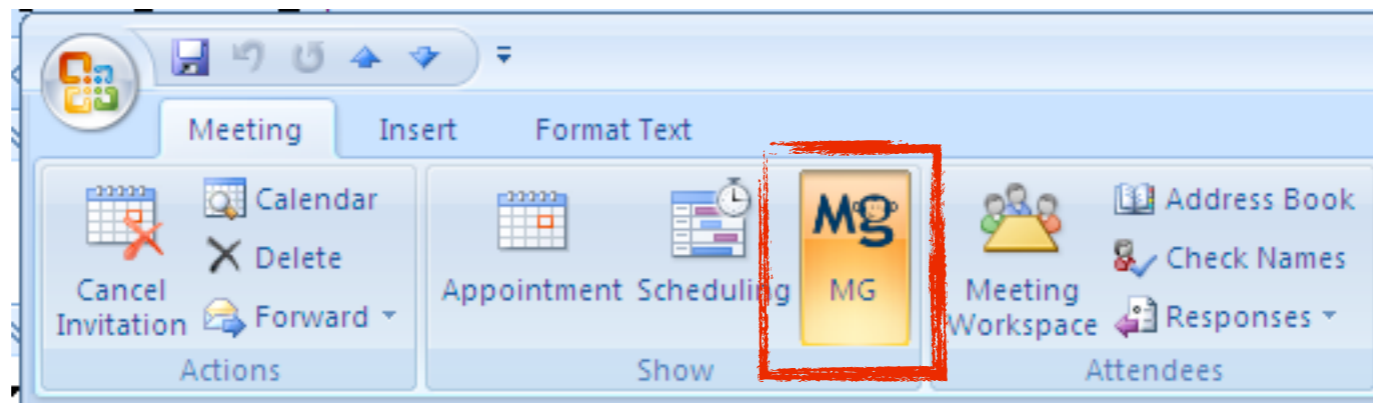 Meeting Insert Format Text
Cancel
Invitation
Calendar
Delete
Forward
Actions
Appointment
Scheduling
Mg
MG
Show
Meeting
Workspace
Address Book
Check Names
Responses
Attendees